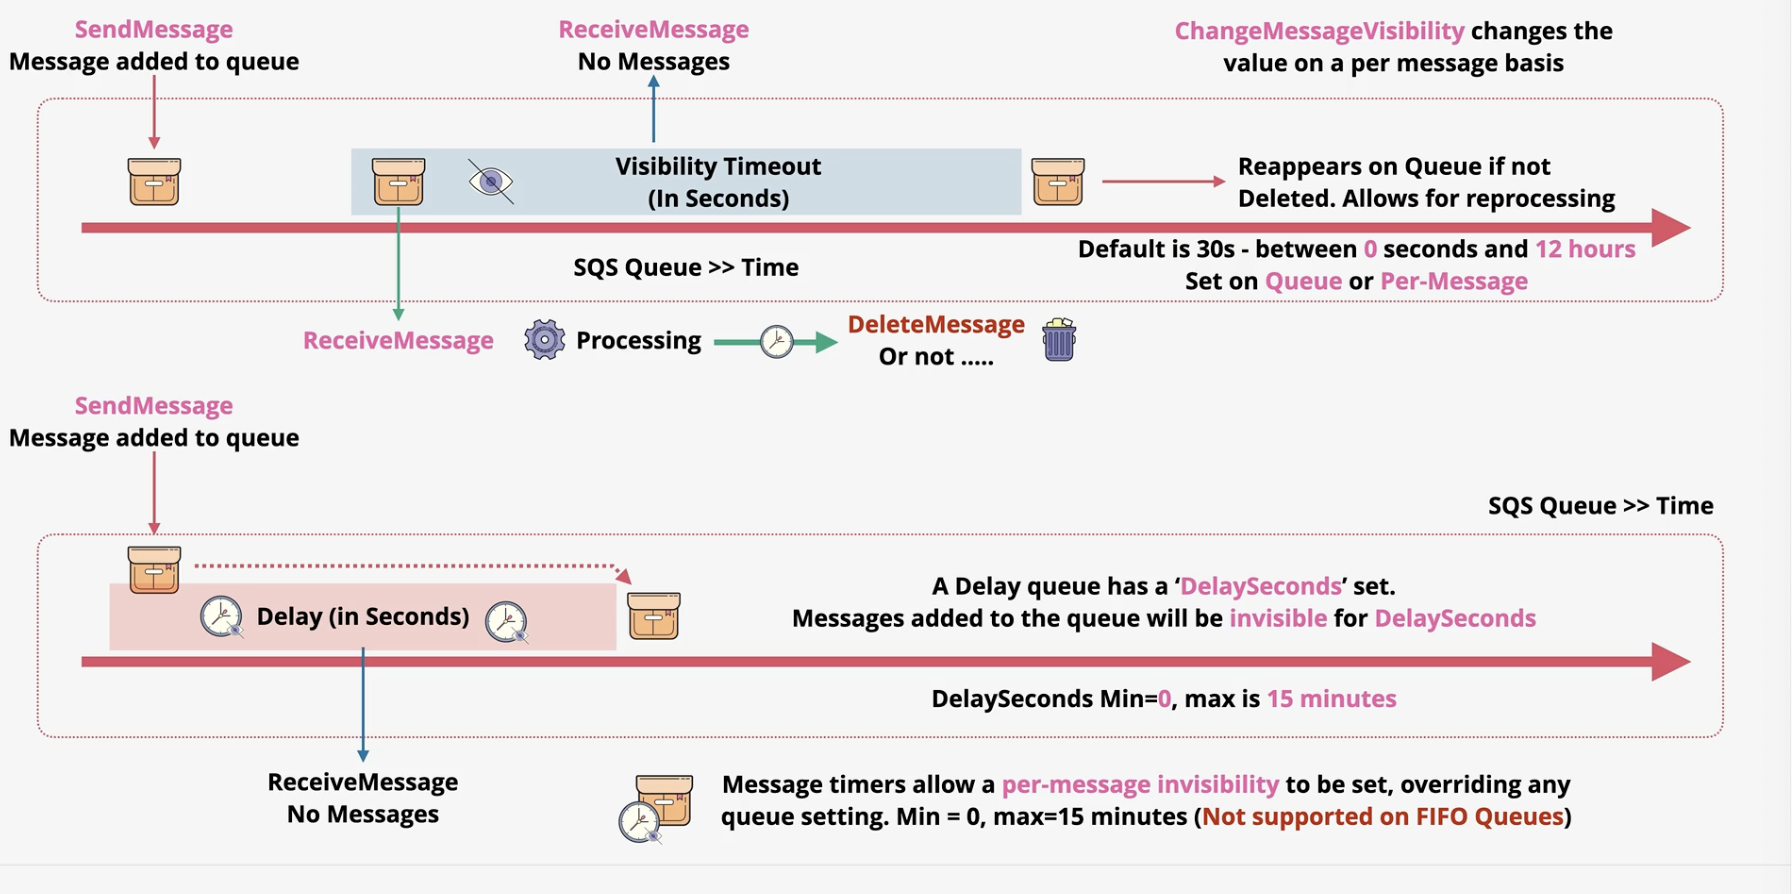 SendMessage
Message added to queue
ReceiveMessage
No Messages
ChangeMessageVisibility changes the
value on a per message basis
Visibility Timeout
(In Seconds)
Reappears on Queue if not
Deleted. Allows for reprocessing
SQS Queue >> Time
Default is 30s - between 0 seconds and 12 hours
Set on Queue or Per-Message
ReceiveMessage
Processing
DeleteMessage
Or not .....
SendMessage
Message added to queue
SQS Queue >> Time
Delay (in Seconds)
A Delay queue has a ‘DelaySeconds’ set.
Messages added to the queue will be invisible for DelaySeconds
DelaySeconds Min=0, max is 15 minutes
ReceiveMessage
No Messages
Message timers allow a per-message invisibility to be set, overriding any
queue setting. Min = 0, max=15 minutes (Not supported on FIFO Queues)